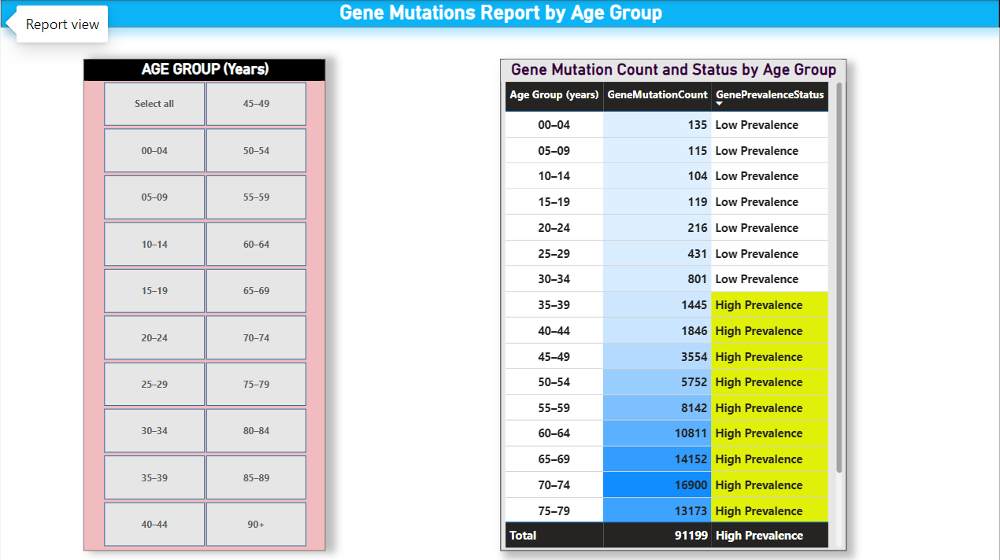 Gene Mutations Report by Age Group
Report view
AGE GROUP (Years)
Select all 45–49
00–04 50–54
05–09 55–59
10–14 60–64
15–19 65–69
20–24 70–74
25–29 75–79
30–34 80–84
35–39 85–89
40–44 90+
Gene Mutation Count and Status by Age Group
Age Group (years) GeneMutationCount GenePrevalenceStatus
00–04 135 Low Prevalence
05–09 115 Low Prevalence
10–14 104 Low Prevalence
15–19 119 Low Prevalence
20–24 216 Low Prevalence
25–29 431 Low Prevalence
30–34 801 Low Prevalence
35–39 1445 High Prevalence
40–44 1846 High Prevalence
45–49 3554 High Prevalence
50–54 5752 High Prevalence
55–59 8142 High Prevalence
60–64 10811 High Prevalence
65–69 14152 High Prevalence
70–74 16900 High Prevalence
75–79 13173 High Prevalence
Total 91199 High Prevalence